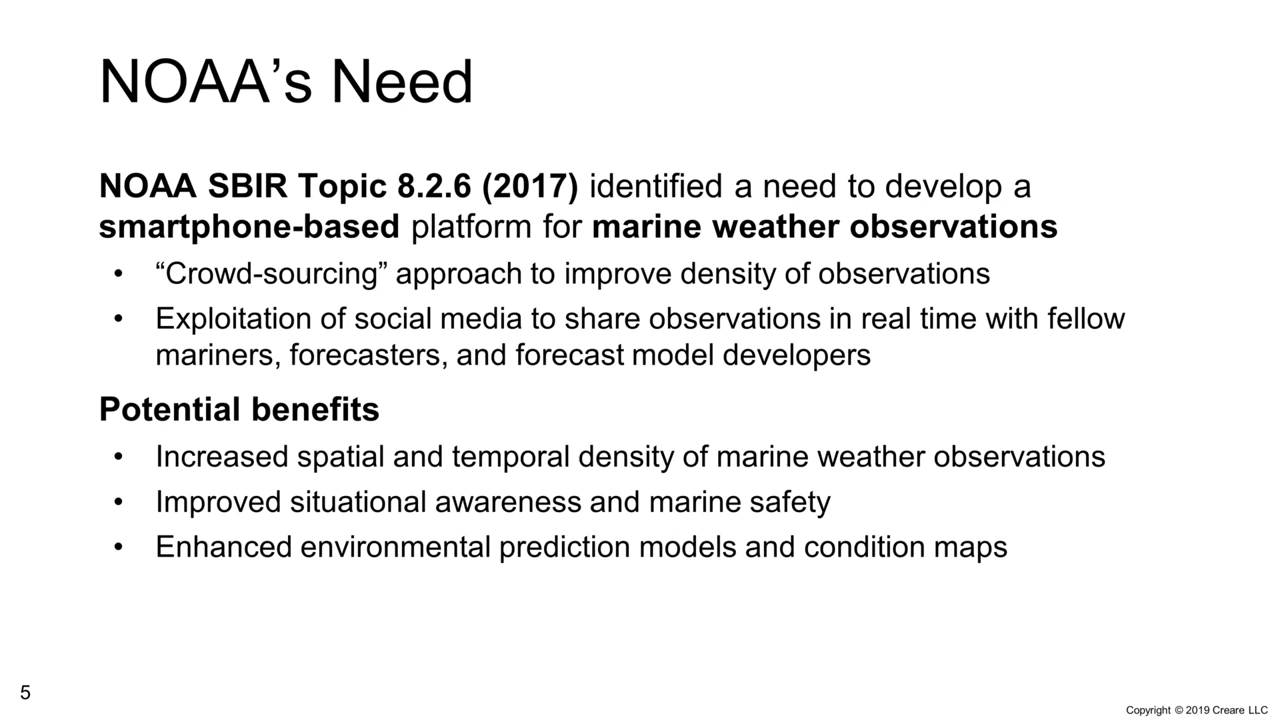 NOAA’s Need
NOAA SBIR Topic 8.2.6 (2017) identified a need to develop a
smartphone-based platform for marine weather observations
• “Crowd-sourcing” approach to improve density of observations
• Exploitation of social media to share observations in real time with fellow
mariners, forecasters, and forecast model developers
Potential benefits
• Increased spatial and temporal density of marine weather observations
• Improved situational awareness and marine safety
• Enhanced environmental prediction models and condition maps
5
Copyright © 2019 Creare LLC